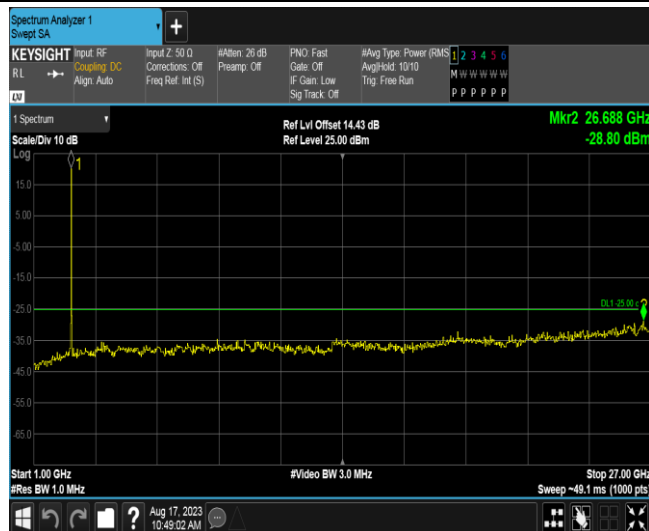 Spectrum Analyzer 1
Swept SA
+
KEYSIGHT
RL
LXI
Input: RF
Coupling: DC
Align: Auto
Input Z: 50 Ω
Corrections: Off
Freq Ref: Int (S)
#Atten: 26 dB
Preamp: Off
PNO: Fast
Gate: Off
IF Gain: Low
Sig Track: Off
#Avg Type: Power (RMS
Avg|Hold: 10/10
Trig: Free Run
1 2 3 4 5 6
M W W W W W
P P P P P P
1 Spectrum
Scale/Div 10 dB
Log
Ref Lvl Offset 14.43 dB
Ref Level 25.00 dBm
Mkr2 26.688 GHz
-28.80 dBm
1
15.0
5.00
-5.00
-15.0
-25.0
-35.0
-45.0
-55.0
-65.0
DL1 -25.00 c
2
Start 1.00 GHz
#Res BW 1.0 MHz
#Video BW 3.0 MHz
Stop 27.00 GHz
Sweep ~49.1 ms (1000 pts)
?
Aug 17, 2023
10:49:02 AM